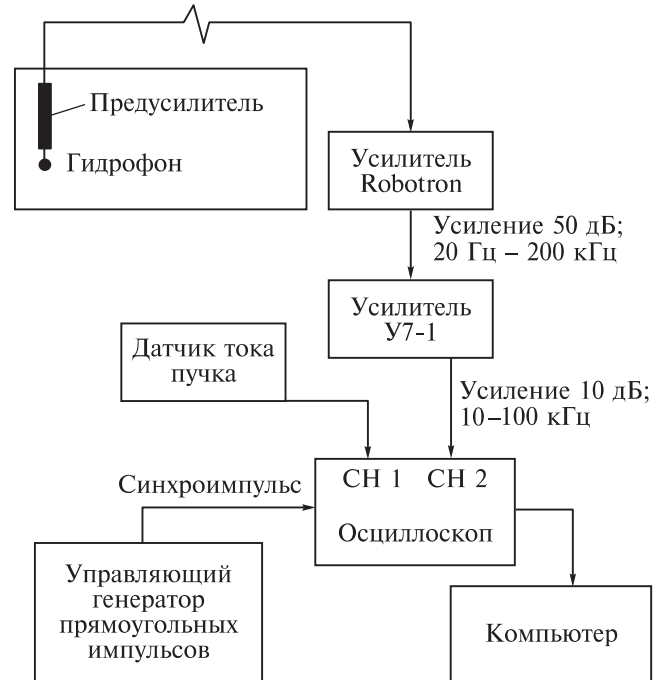 Предусилитель
Гидрофон
Усилитель
Robotron
Усиление 50 дБ;
20 Гц – 200 кГц
Усилитель
У7-1
Датчик тока
пучка
Усиление 10 дБ;
10–100 кГц
Синхроимпульс
CH 1 CH 2
Осциллоскоп
Управляющий
генератор
прямоугольных
импульсов
Компьютер